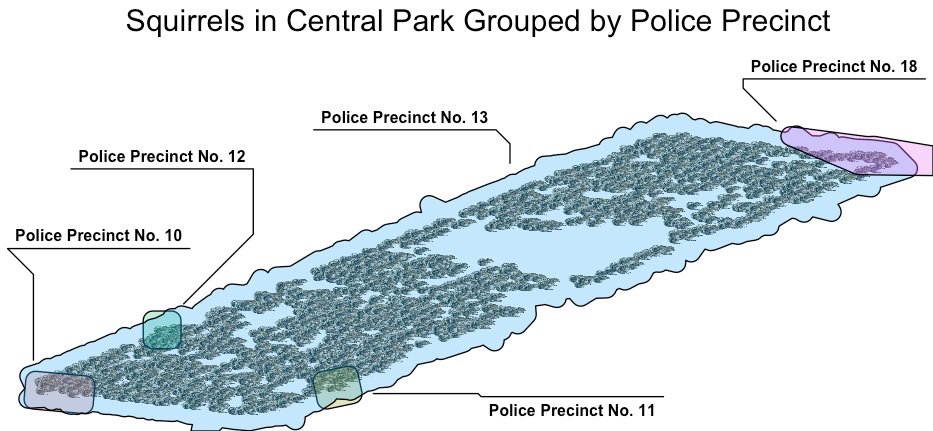 Squirrels in Central Park Grouped by Police Precinct
Police Precinct No. 18
Police Precinct No. 13
Police Precinct No. 12
Police Precinct No. 10
Police Precinct No. 11